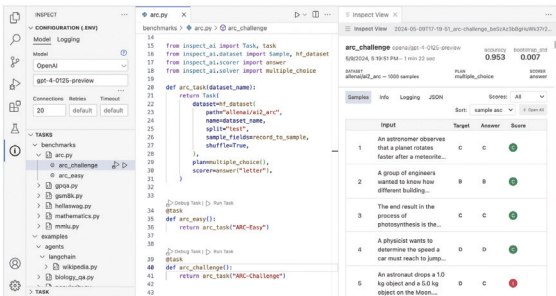 INSPECT
CONFIGURATION (.ENV)
Model Logging
Model
OpenAI
gpt-4-0125-preview
Connections Retries Timeout
20 default default
TASKS
benchmarks
arc.py
arc_challenge
arc_easy
gpqa.py
gsm8k.py
hellaswag.py
mathematics.py
mmlu.py
examples
agents
langchain
wikipedia.py
biology_qa.py
TASK
arc.py
benchmarks > arc.py > arc_challenge
14
15 from inspect_ai import Task, task
16 from inspect_ai.dataset import Sample, hf_dataset
17 from inspect_ai.scorer import answer
18 from inspect_ai.solver import multiple_choice
19
20 def arc_task(dataset_name):
21 return Task(
22 dataset=hf_dataset(
23 path="allenai/ai2_arc",
24 name=dataset_name,
25 split="test",
26 sample_fields=record_to_sample,
27 shuffle=True,
28 ),
29 plan=multiple_choice(),
30 scorer=answer("letter"),
31 )
32
33
Debug Task | Run Task
34 @task
35 def arc_easy():
36 return arc_task("ARC-Easy")
37
38
Debug Task | Run Task
39 @task
40 def arc_challenge():
41 return arc_task("ARC-Challenge")
42
43
Inspect View
Inspect View
arc_challenge openai/gpt-4-0125-preview
5/9/2024, 5:19:51 PM — 1 min 22 sec
accuracy
0.953
bootstrap_std
0.007
DATASET
allenai/ai2_arc — 1000 samples
PLAN
multiple_choice
SCORER
answer
Samples Info Logging JSON
Scores: All
Sort: sample asc
Open All
Input Target Answer Score
1 An astronomer observes that a planet rotates faster after a meteorite... C C C
2 A group of engineers wanted to know how different building... B B C
3 The end result in the process of photosynthesis is the... C C C
4 A physicist wants to determine the speed a car must reach to jump... D D C
5 An astronaut drops a 1.0 kg object and a 5.0 kg object on the Moon.... D C I